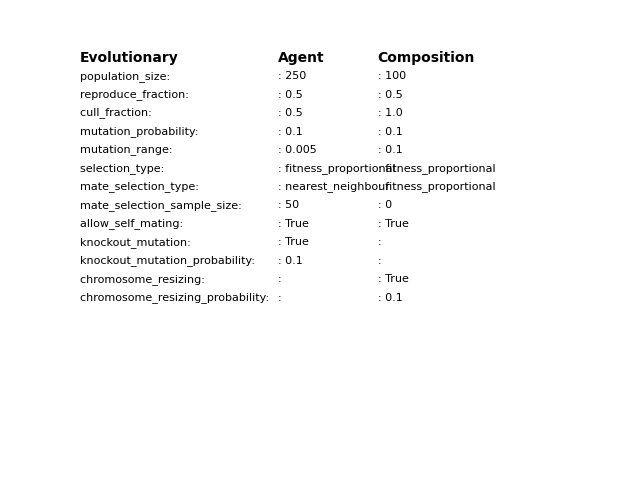 Evolutionary Agent Composition
population_size: : 250 : 100
reproduce_fraction: : 0.5 : 0.5
cull_fraction: : 0.5 : 1.0
mutation_probability: : 0.1 : 0.1
mutation_range: : 0.005 : 0.1
selection_type: : fitness_proportional : fitness_proportional
mate_selection_type: : nearest_neighbour : fitness_proportional
mate_selection_sample_size: : 50 : 0
allow_self_mating: : True : True
knockout_mutation: : True :
knockout_mutation_probability: : 0.1 :
chromosome_resizing: : : True
chromosome_resizing_probability: : : 0.1